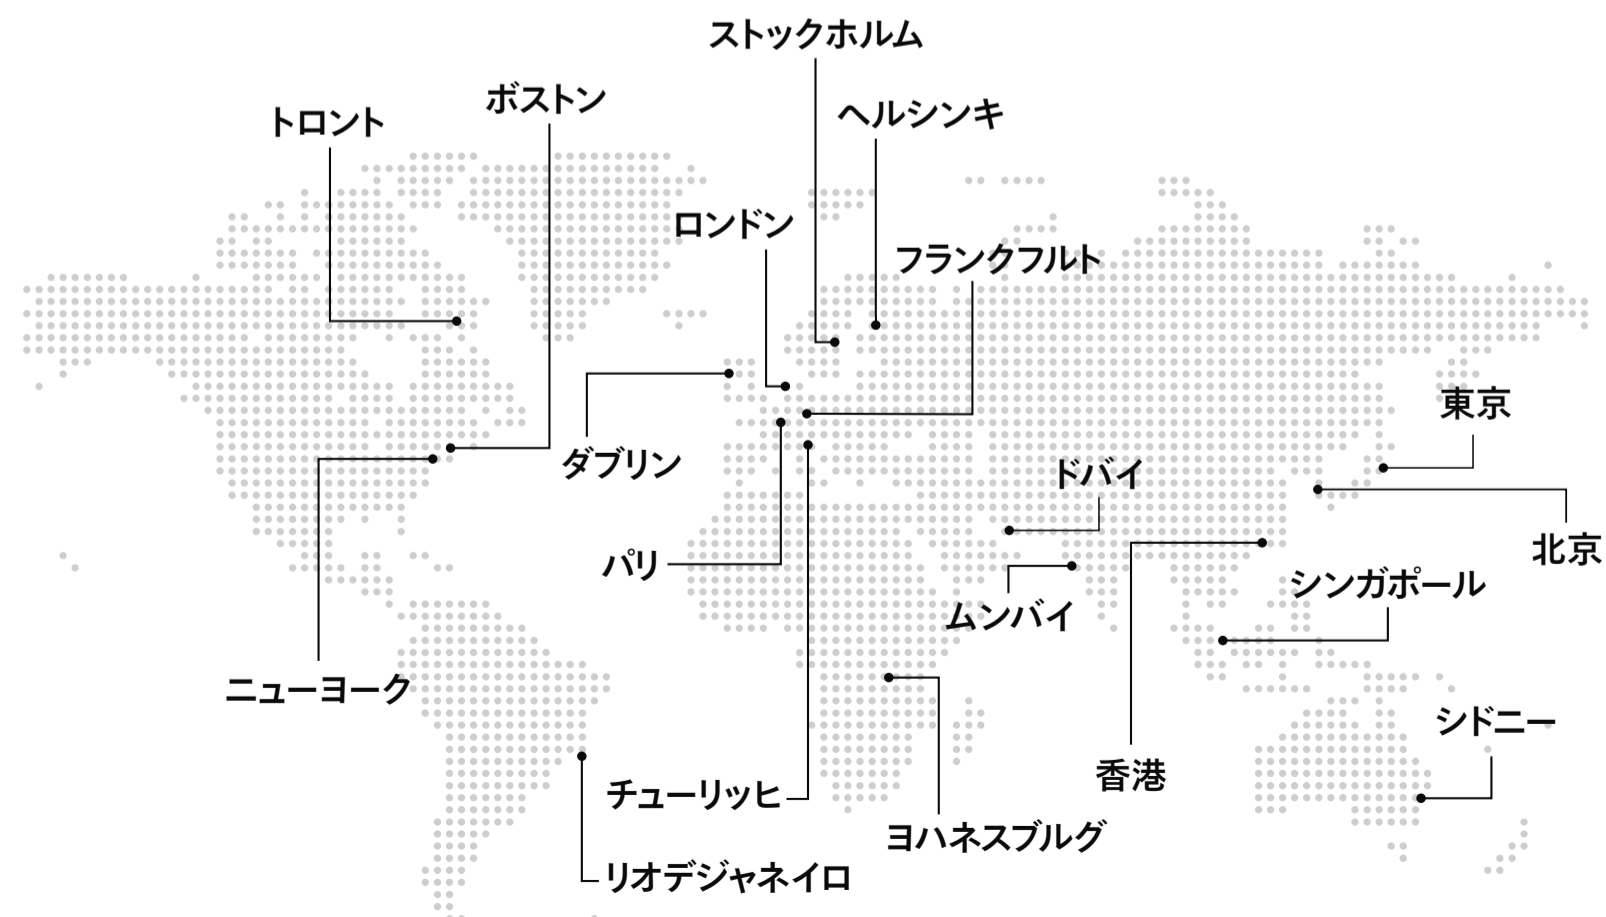 ストックホルム
ボストン
ヘルシンキ
トロント
ロンドン
フランクフルト
東京
ダブリン
ドバイ
北京
パリ
シンガポール
ムンバイ
ニューヨーク
シドニー
香港
チューリッヒ
ヨハネスブルグ
リオデジャネイロ